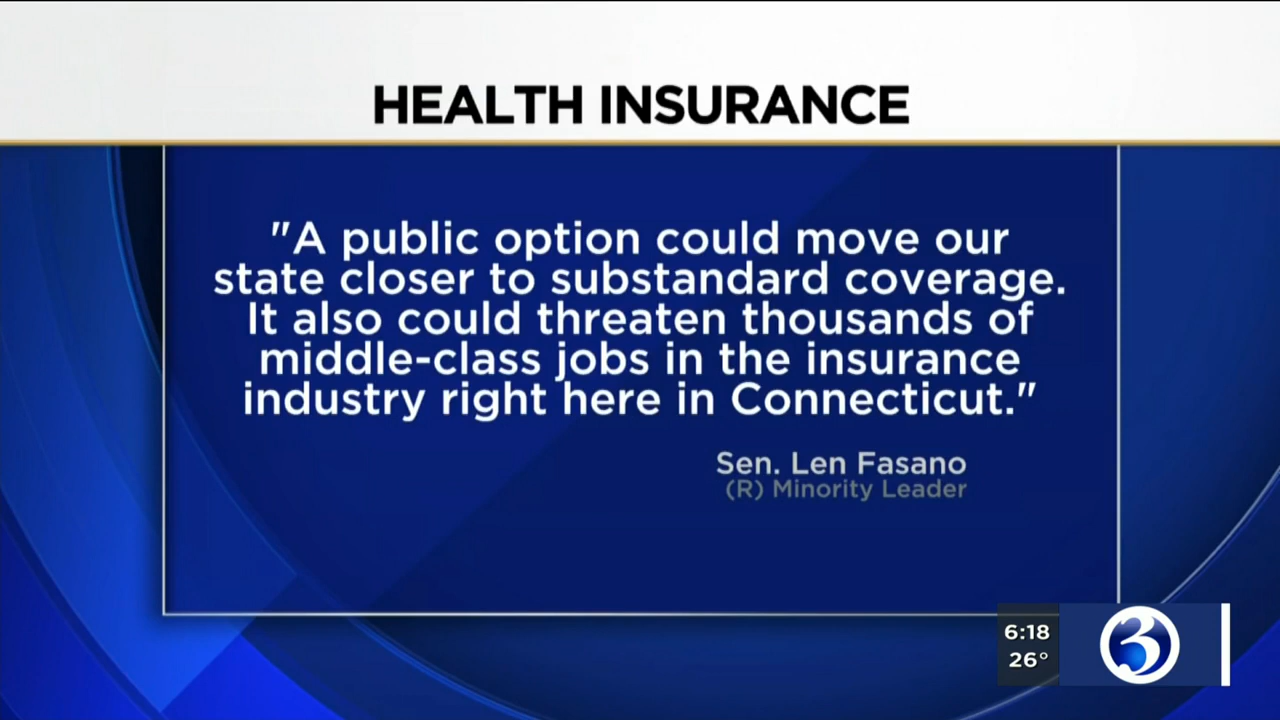 HEALTH INSURANCE
"A public option could move our
state closer to substandard coverage.
It also could threaten thousands of
middle-class jobs in the insurance
industry right here in Connecticut."
Sen. Len Fasano
(R) Minority Leader
6:18
26°
3